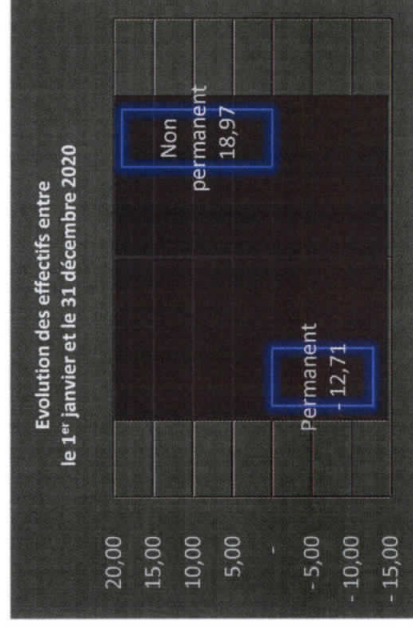 Evolution des effectifs entre
le 1er janvier et le 31 décembre 2020
20,00
15,00
10,00
5,00
-
- 5,00
- 10,00
- 15,00
Permanent
- 12,71
Non
permanent
18,97